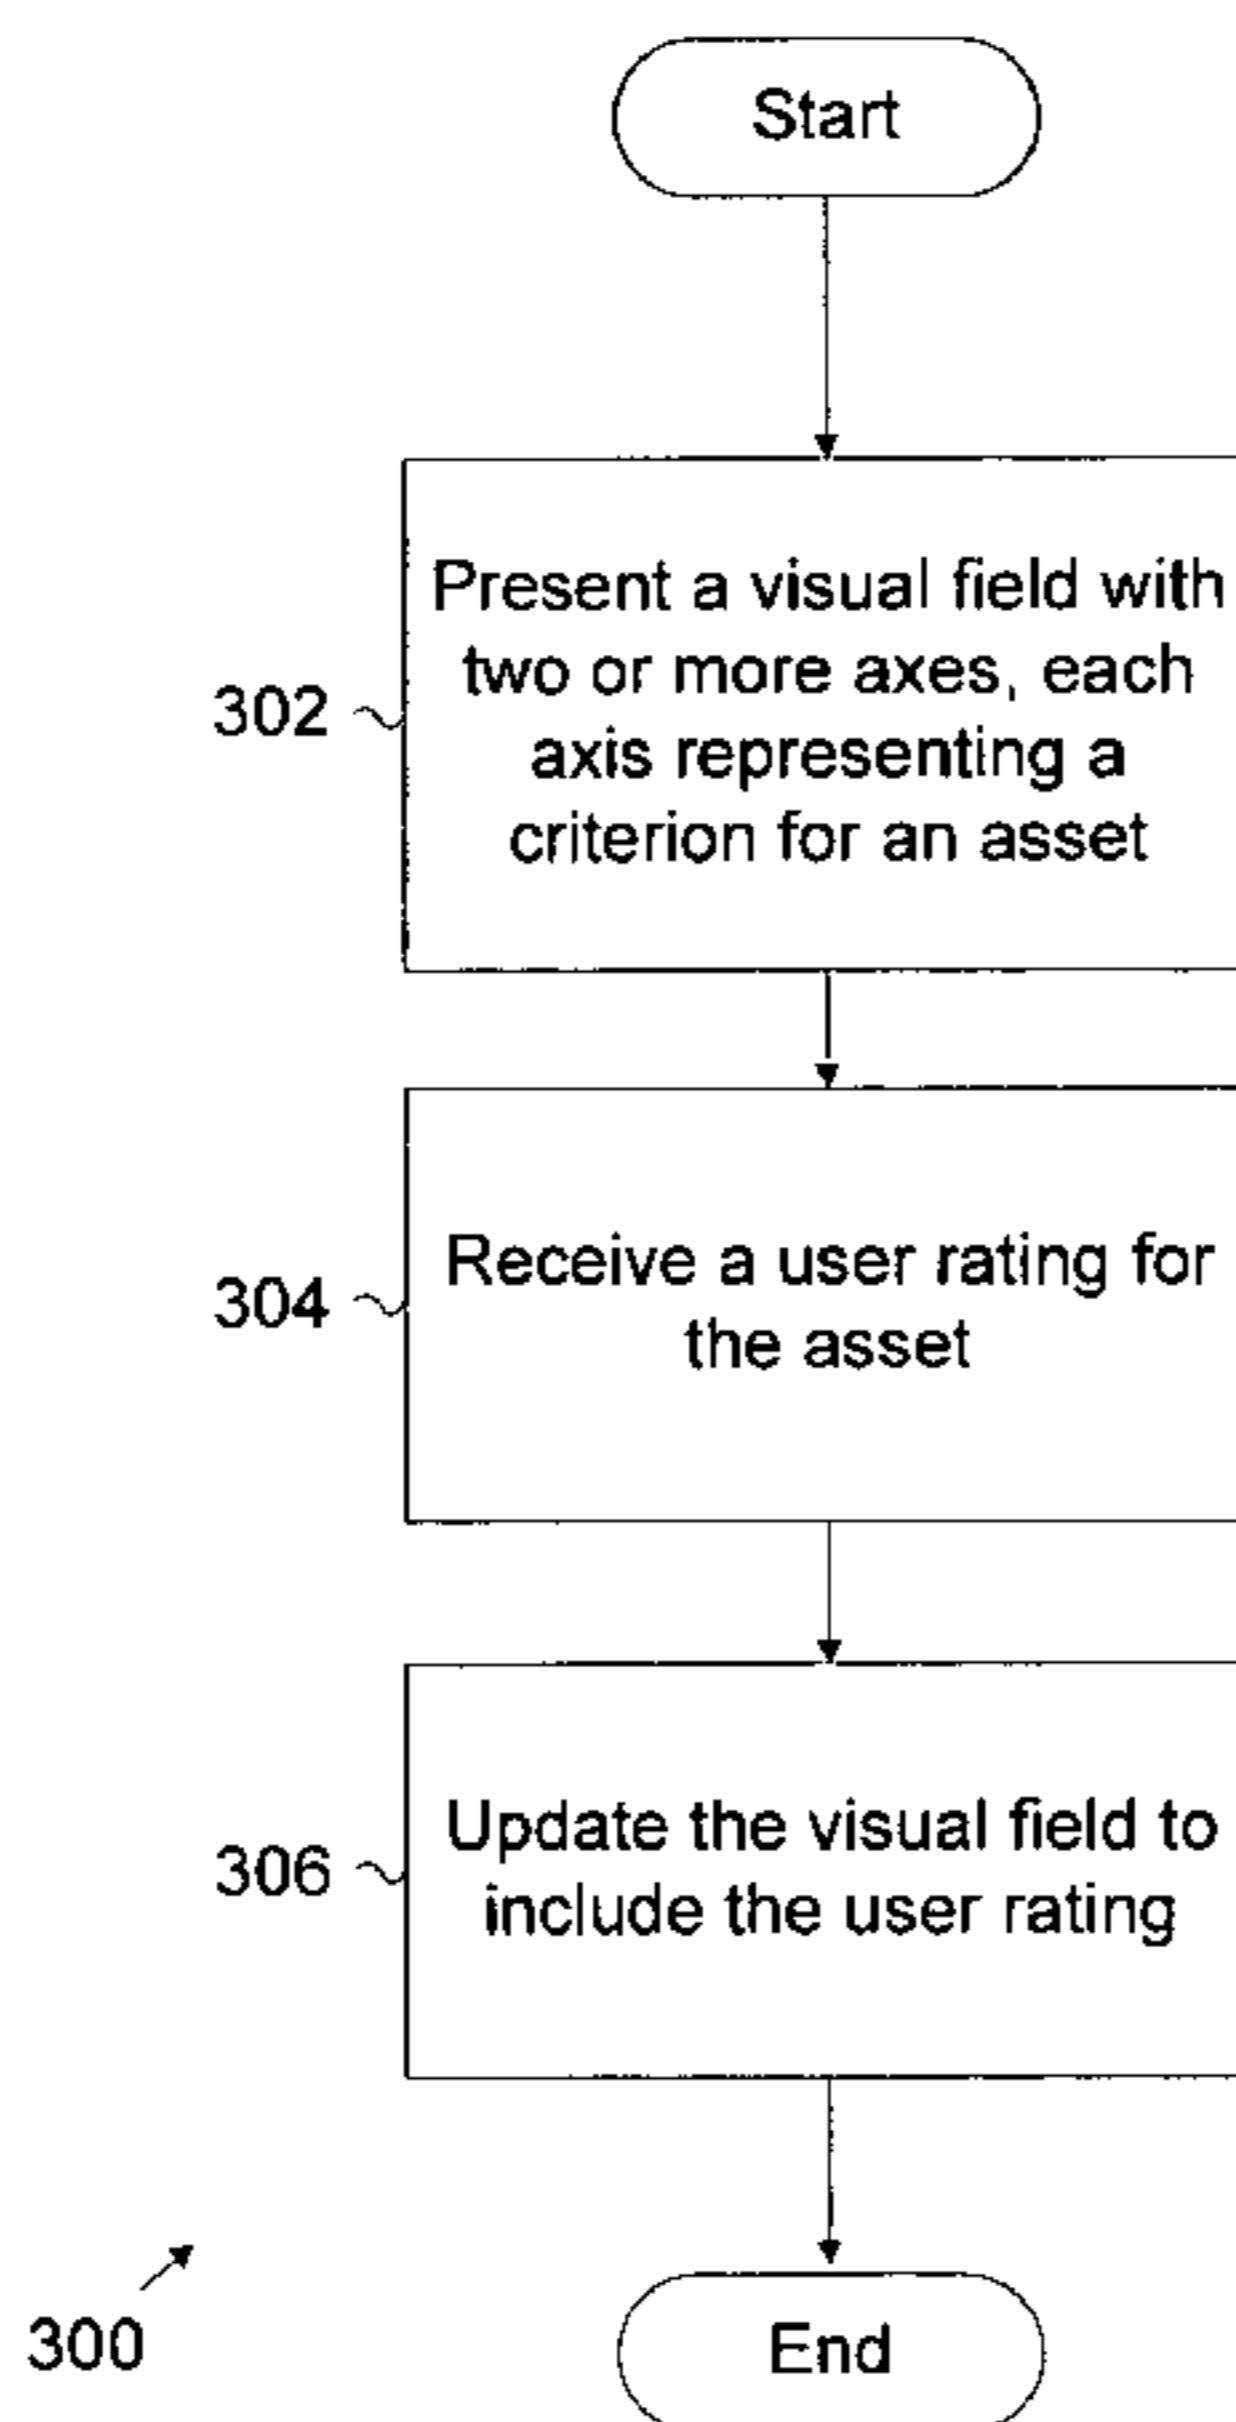 Start
Present a visual field with
two or more axes, each
axis representing a
criterion for an asset
302
Receive a user rating for
the asset
304
Update the visual field to
include the user rating
306
End
300